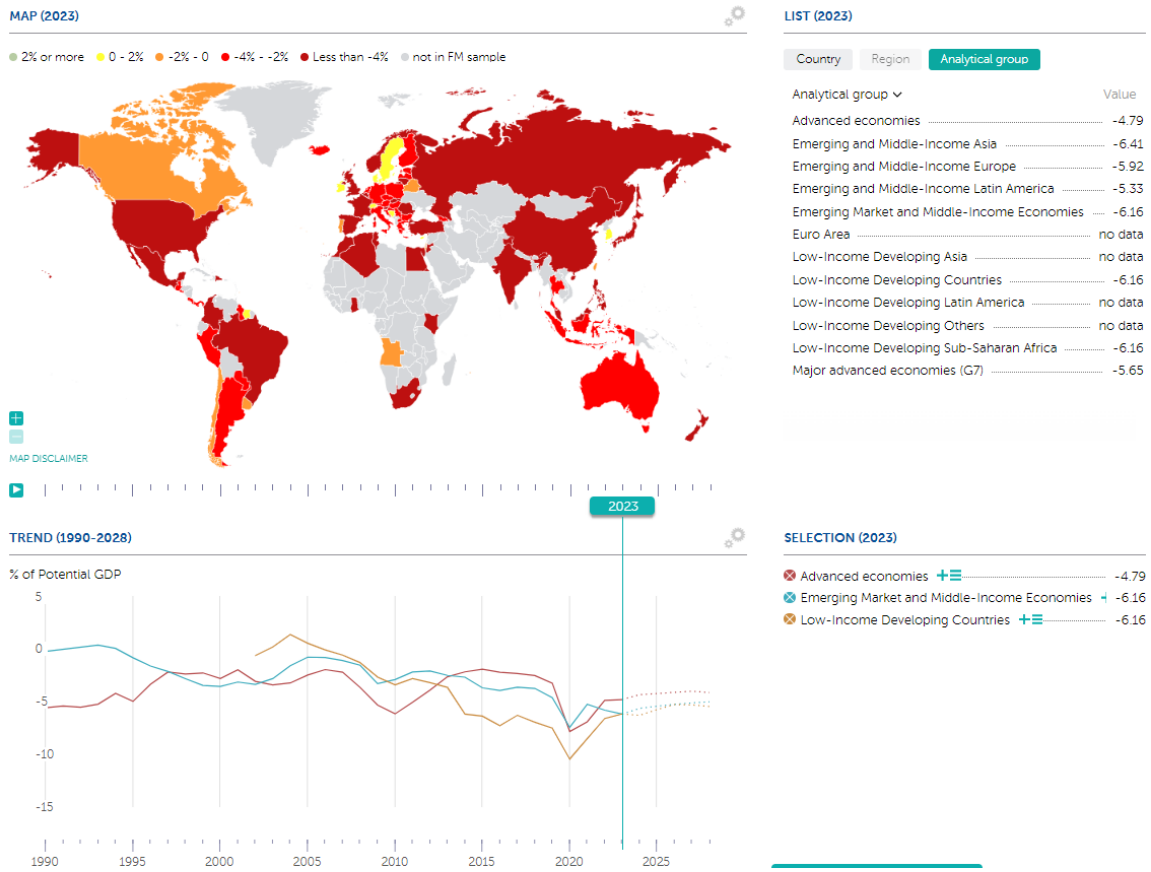 MAP (2023)
2% or more 0 - 2% -2% - 0 -4% - -2% Less than -4% not in FM sample
MAP DISCLAIMER
LIST (2023)
Country Region Analytical group
Analytical group Value
Advanced economies -4.79
Emerging and Middle-Income Asia -6.41
Emerging and Middle-Income Europe -5.92
Emerging and Middle-Income Latin America -5.33
Emerging Market and Middle-Income Economies -6.16
Euro Area no data
Low-Income Developing Asia no data
Low-Income Developing Countries -6.16
Low-Income Developing Latin America no data
Low-Income Developing Others no data
Low-Income Developing Sub-Saharan Africa -6.16
Major advanced economies (G7) -5.65
2023
TREND (1990-2028)
% of Potential GDP
5
0
-5
-10
-15
1990 1995 2000 2005 2010 2015 2020 2025
SELECTION (2023)
Advanced economies -4.79
Emerging Market and Middle-Income Economies -6.16
Low-Income Developing Countries -6.16